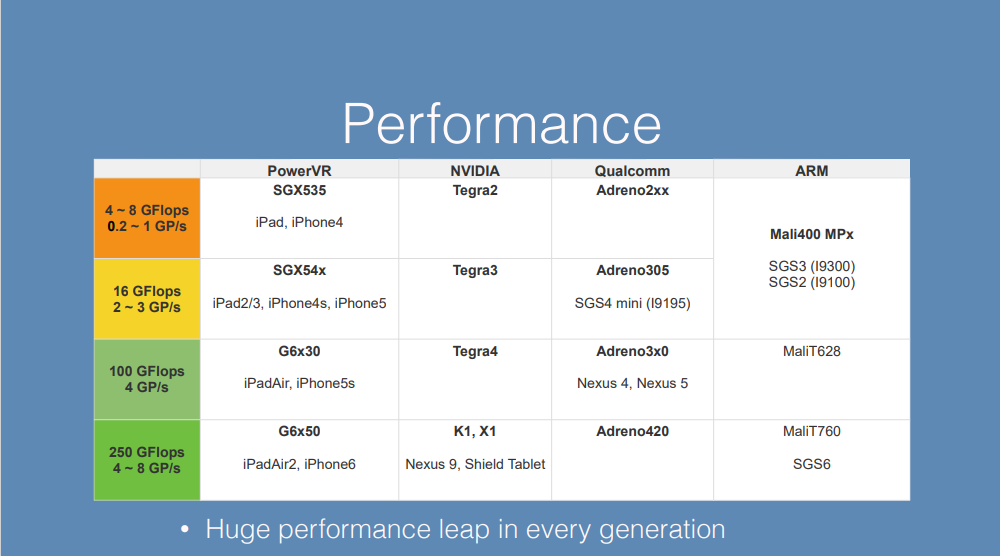 Performance
PowerVR NVIDIA Qualcomm ARM
4 ~ 8 GFlops
0.2 ~ 1 GP/s
SGX535
iPad, iPhone4
Tegra2
Adreno2xx
Mali400 MPx
SGS3 (I9300)
SGS2 (I9100)
16 GFlops
2 ~ 3 GP/s
SGX54x
iPad2/3, iPhone4s, iPhone5
Tegra3
Adreno305
SGS4 mini (I9195)
100 GFlops
4 GP/s
G6x30
iPadAir, iPhone5s
Tegra4
Adreno3x0
Nexus 4, Nexus 5
MaliT628
250 GFlops
4 ~ 8 GP/s
G6x50
iPadAir2, iPhone6
K1, X1
Nexus 9, Shield Tablet
Adreno420
MaliT760
SGS6
• Huge performance leap in every generation